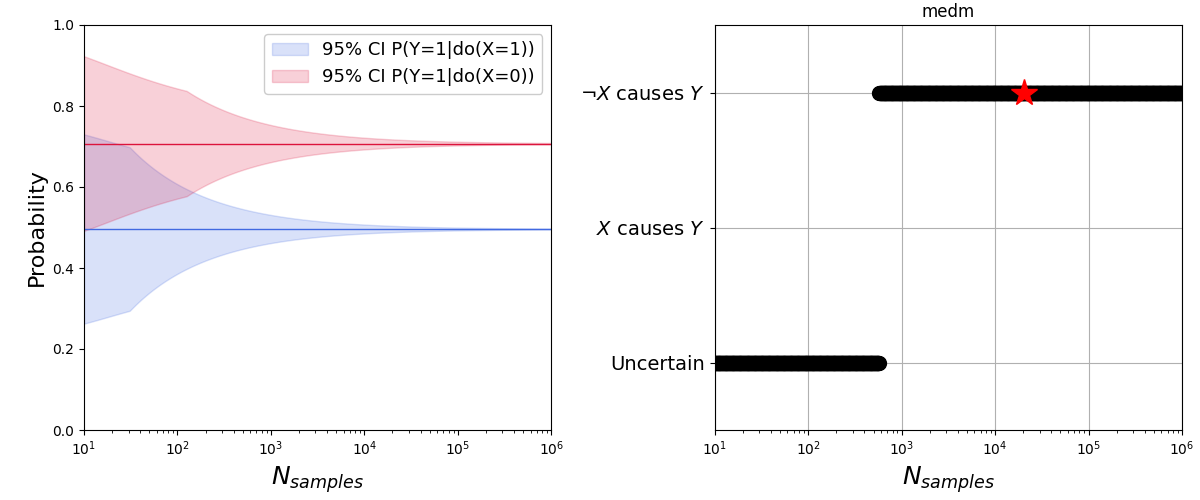 95% CI P(Y=1|do(X=1))
95% CI P(Y=1|do(X=0))
Probability
1.0
0.8
0.6
0.4
0.2
0.0
10¹ 10² 10³ 10⁴ 10⁵ 10⁶
N_samples
medm
¬X causes Y
X causes Y
Uncertain
10¹ 10² 10³ 10⁴ 10⁵ 10⁶
N_samples